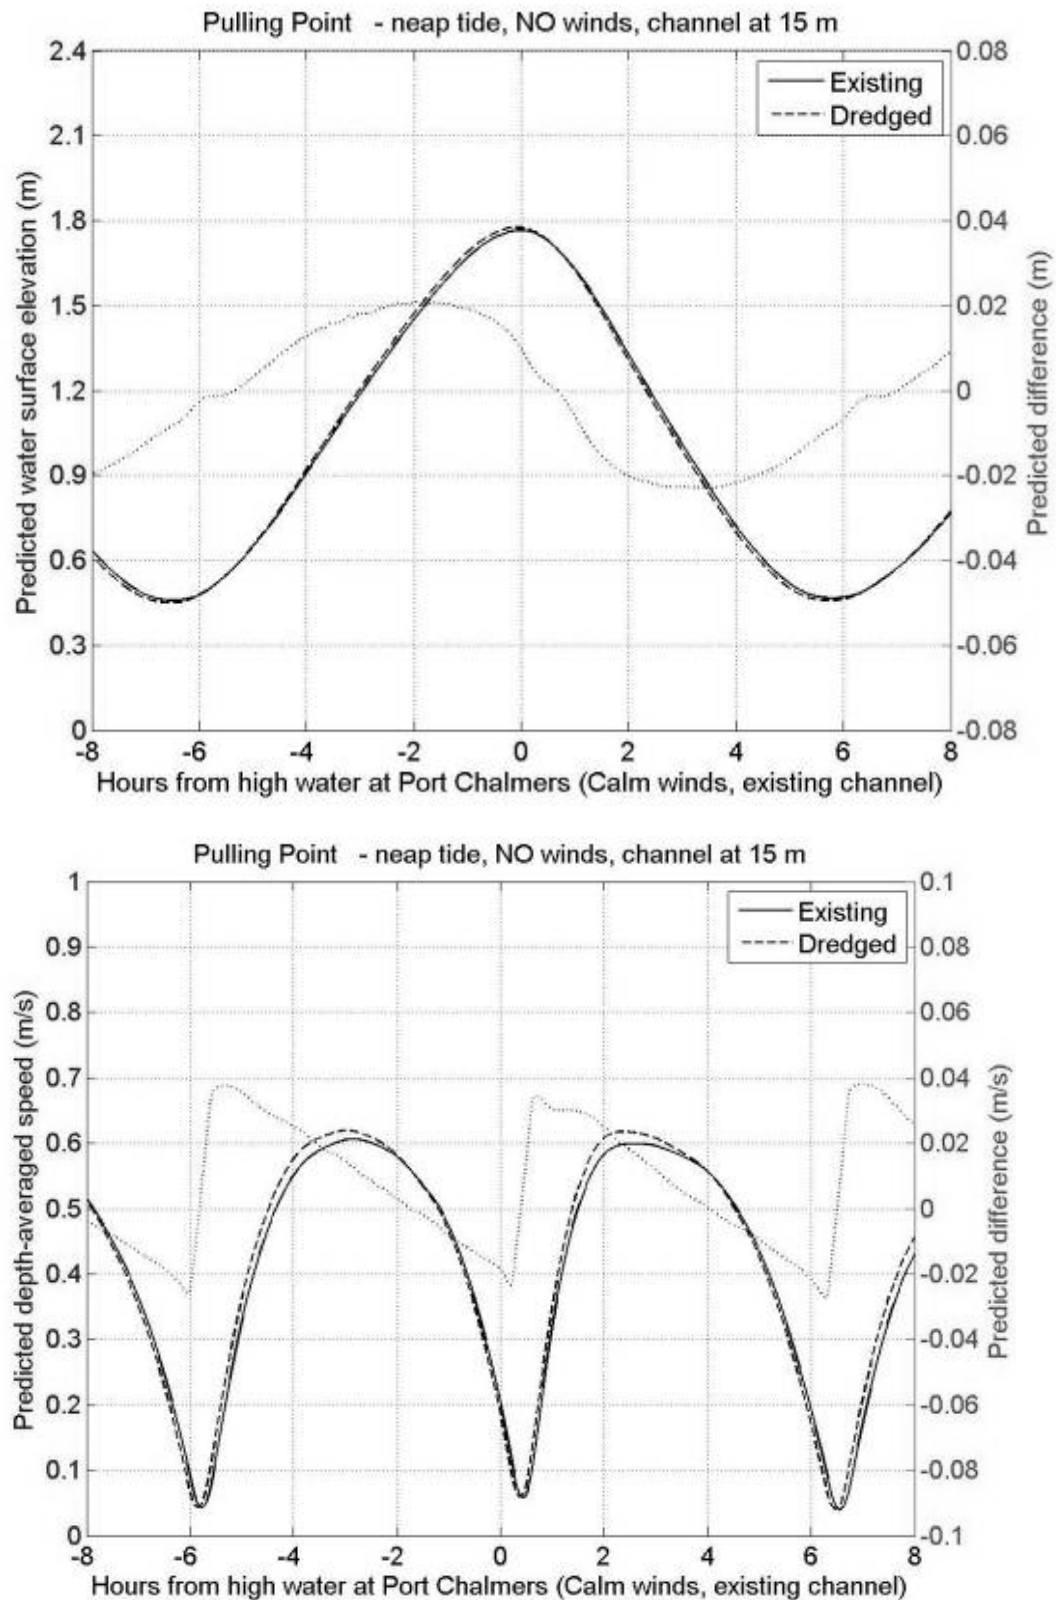 Pulling Point - neap tide, NO winds, channel at 15 m
2.4
2.1
1.8
1.5
1.2
0.9
0.6
0.3
0
Predicted water surface elevation (m)
Existing
Dredged
0.08
0.06
0.04
0.02
0
-0.02
-0.04
-0.06
-0.08
Predicted difference (m)
-8 -6 -4 -2 0 2 4 6 8
Hours from high water at Port Chalmers (Calm winds, existing channel)
Pulling Point - neap tide, NO winds, channel at 15 m
1
0.9
0.8
0.7
0.6
0.5
0.4
0.3
0.2
0.1
0
Predicted depth-averaged speed (m/s)
Existing
Dredged
0.1
0.08
0.06
0.04
0.02
0
-0.02
-0.04
-0.06
-0.08
-0.1
Predicted difference (m/s)
-8 -6 -4 -2 0 2 4 6 8
Hours from high water at Port Chalmers (Calm winds, existing channel)